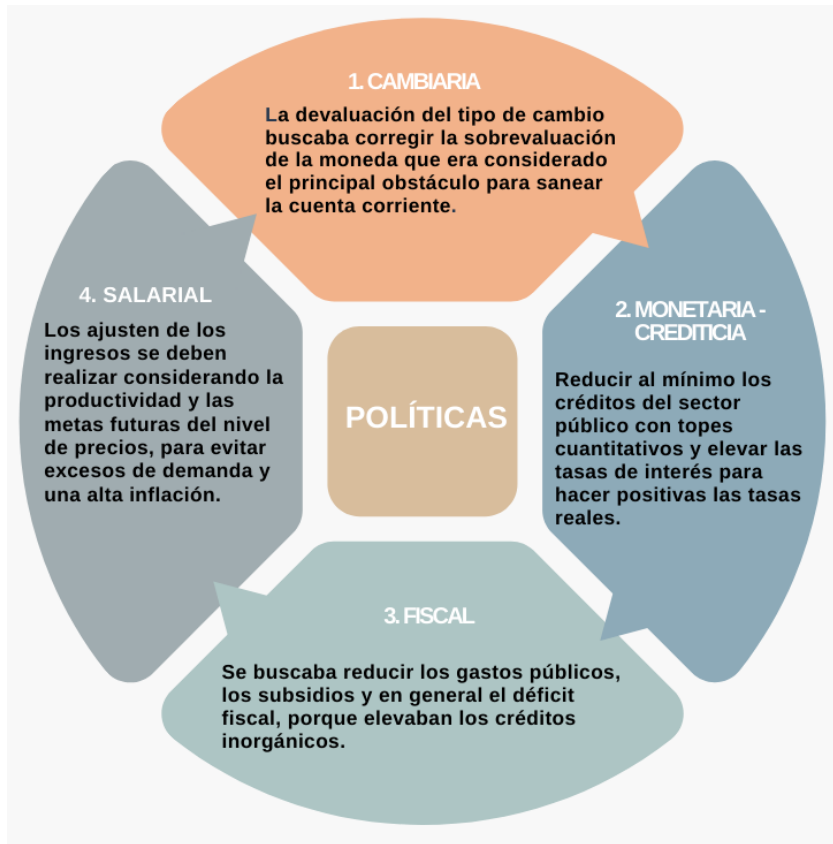 1. CAMBIARIA
La devaluación del tipo de cambio
buscaba corregir la sobrevaluación
de la moneda que era considerado
el principal obstáculo para sanear
la cuenta corriente.
2. MONETARIA -
CREDITICIA
Reducir al mínimo los
créditos del sector
público con topes
cuantitativos y elevar las
tasas de interés para
hacer positivas las tasas
reales.
3. FISCAL
Se buscaba reducir los gastos públicos,
los subsidios y en general el déficit
fiscal, porque elevaban los créditos
inorgánicos.
4. SALARIAL
Los ajusten de los
ingresos se deben
realizar considerando la
productividad y las
metas futuras del nivel
de precios, para evitar
excesos de demanda y
una alta inflación.
POLÍTICAS